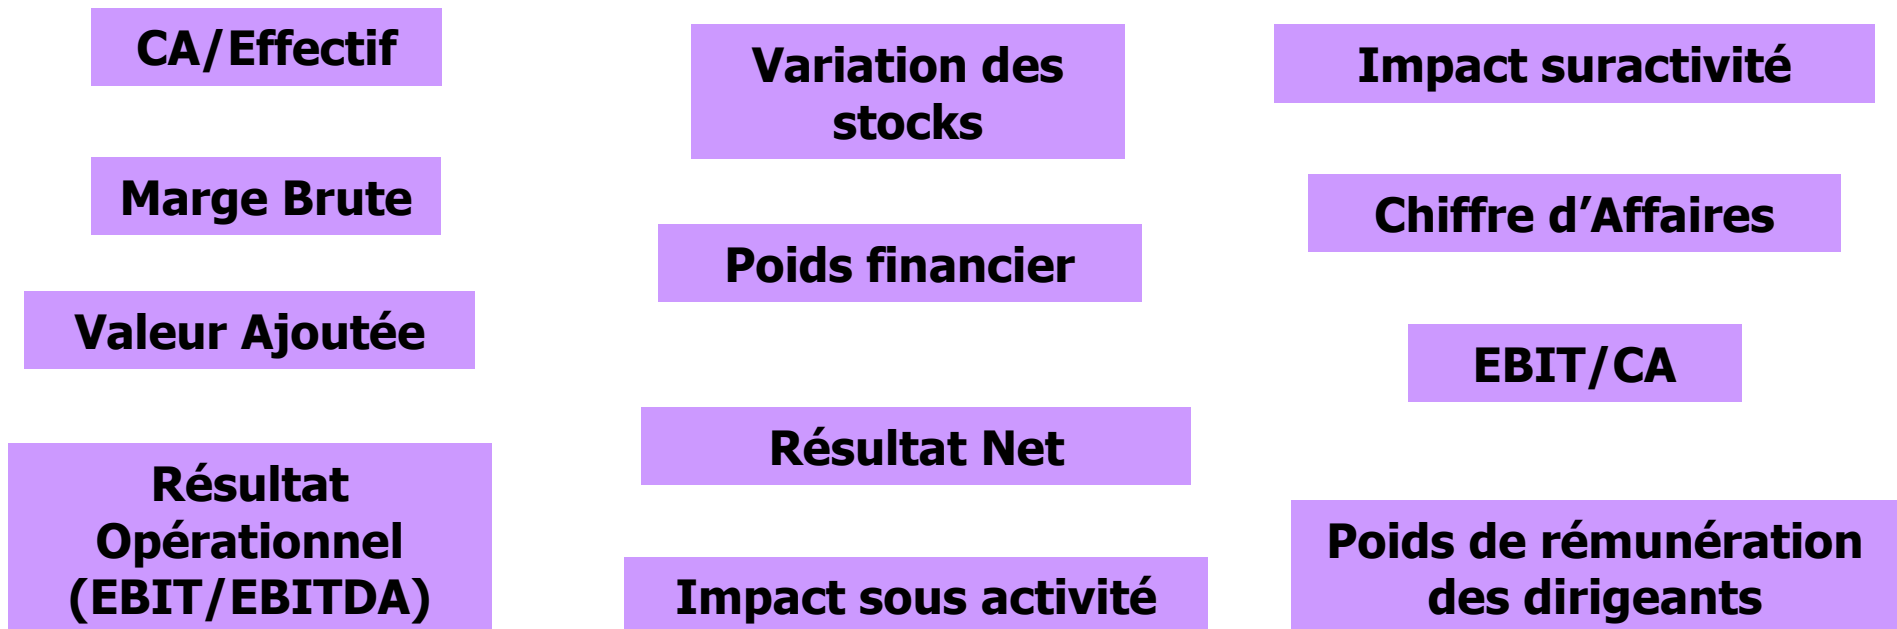 CA/Effectif
Marge Brute
Valeur Ajoutée
Résultat
Opérationnel
(EBIT/EBITDA)
Variation des
stocks
Poids financier
Résultat Net
Impact sous activité
Impact suractivité
Chiffre d’Affaires
EBIT/CA
Poids de rémunération
des dirigeants